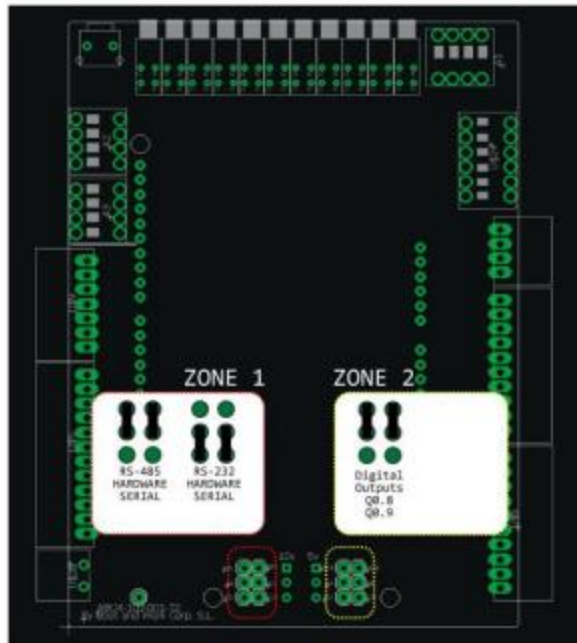 ZONE 1
ZONE 2
RS-485
HARDWARE
SERIAL
RS-232
HARDWARE
SERIAL
Digital
Outputs
Q0.8
Q0.9